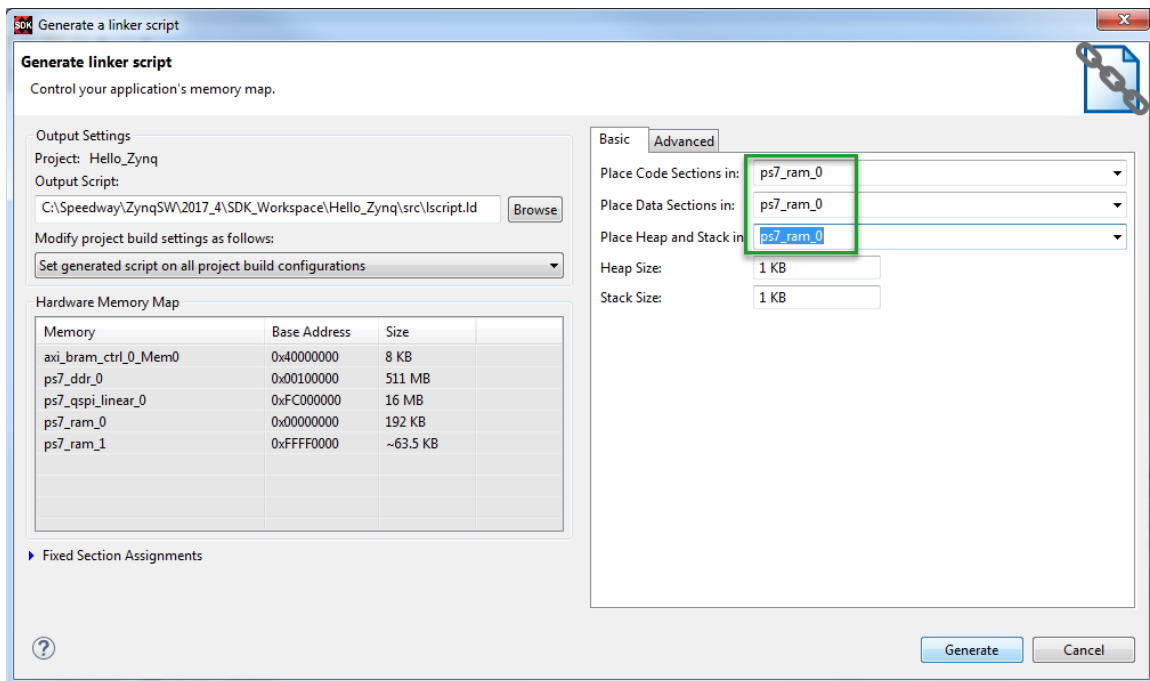 SDK Generate a linker script
Generate linker script
Control your application's memory map.
Output Settings
Project: Hello_Zynq
Output Script:
C:\Speedway\ZynqSW\2017_4\SDK_Workspace\Hello_Zynq\src\lscript.ld Browse
Modify project build settings as follows:
Set generated script on all project build configurations
Hardware Memory Map
Memory Base Address Size
axi_bram_ctrl_0_Mem0 0x40000000 8 KB
ps7_ddr_0 0x00100000 511 MB
ps7_qspi_linear_0 0xFC000000 16 MB
ps7_ram_0 0x00000000 192 KB
ps7_ram_1 0xFFFF0000 ~63.5 KB
Fixed Section Assignments
Basic Advanced
Place Code Sections in: ps7_ram_0
Place Data Sections in: ps7_ram_0
Place Heap and Stack in ps7_ram_0
Heap Size: 1 KB
Stack Size: 1 KB
? Generate Cancel